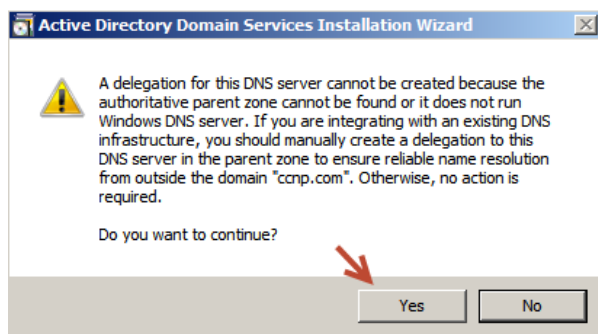 Active Directory Domain Services Installation Wizard
A delegation for this DNS server cannot be created because the
authoritative parent zone cannot be found or it does not run
Windows DNS server. If you are integrating with an existing DNS
infrastructure, you should manually create a delegation to this
DNS server in the parent zone to ensure reliable name resolution
from outside the domain "ccnp.com". Otherwise, no action is
required.
Do you want to continue?
Yes No